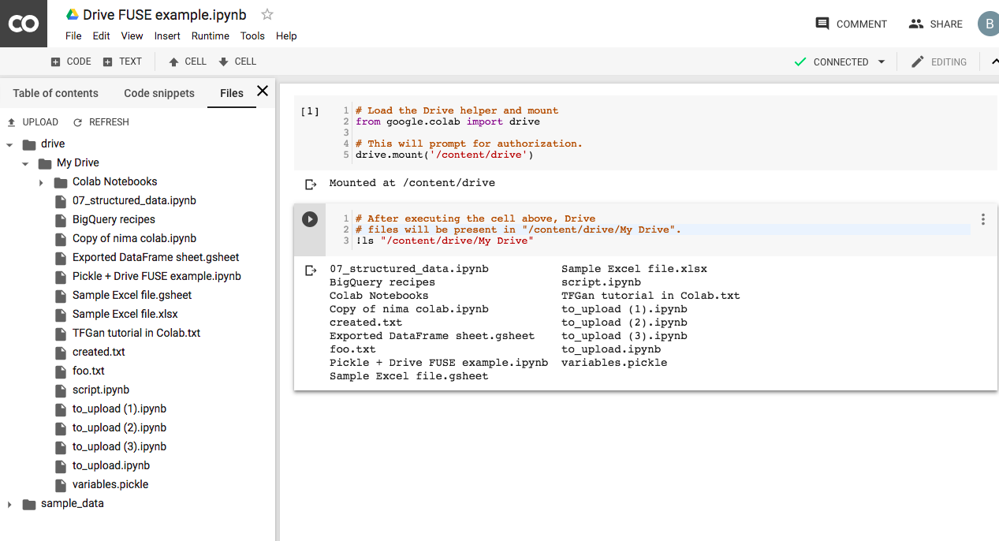 CO
Drive FUSE example.ipynb
File Edit View Insert Runtime Tools Help
COMMENT SHARE B
CODE TEXT CELL CELL
CONNECTED EDITING
Table of contents Code snippets Files
UPLOAD REFRESH
drive
My Drive
Colab Notebooks
07_structured_data.ipynb
BigQuery recipes
Copy of nima colab.ipynb
Exported DataFrame sheet.gsheet
Pickle + Drive FUSE example.ipynb
Sample Excel file.gsheet
Sample Excel file.xlsx
TFGan tutorial in Colab.txt
created.txt
foo.txt
script.ipynb
to_upload (1).ipynb
to_upload (2).ipynb
to_upload (3).ipynb
to_upload.ipynb
variables.pickle
sample_data
[1] 1 # Load the Drive helper and mount
2 from google.colab import drive
3
4 # This will prompt for authorization.
5 drive.mount('/content/drive')
Mounted at /content/drive
1 # After executing the cell above, Drive
2 # files will be present in "/content/drive/My Drive".
3 !ls "/content/drive/My Drive"
07_structured_data.ipynb Sample Excel file.xlsx
BigQuery recipes script.ipynb
Colab Notebooks TFGan tutorial in Colab.txt
Copy of nima colab.ipynb to_upload (1).ipynb
created.txt to_upload (2).ipynb
Exported DataFrame sheet.gsheet to_upload (3).ipynb
foo.txt to_upload.ipynb
Pickle + Drive FUSE example.ipynb variables.pickle
Sample Excel file.gsheet